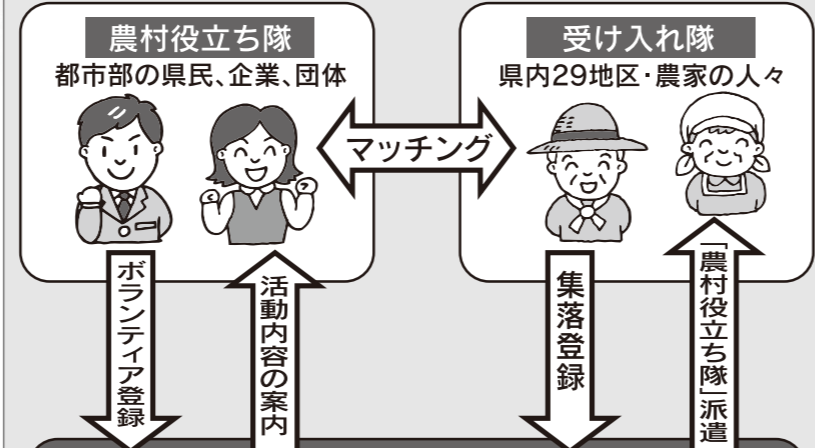 農村役立ち隊
都市部の県民、企業、団体
受け入れ隊
県内29地区・農家の人々
マッチング
ボランティア登録
活動内容の案内
集落登録
「農村役立ち隊」派遣